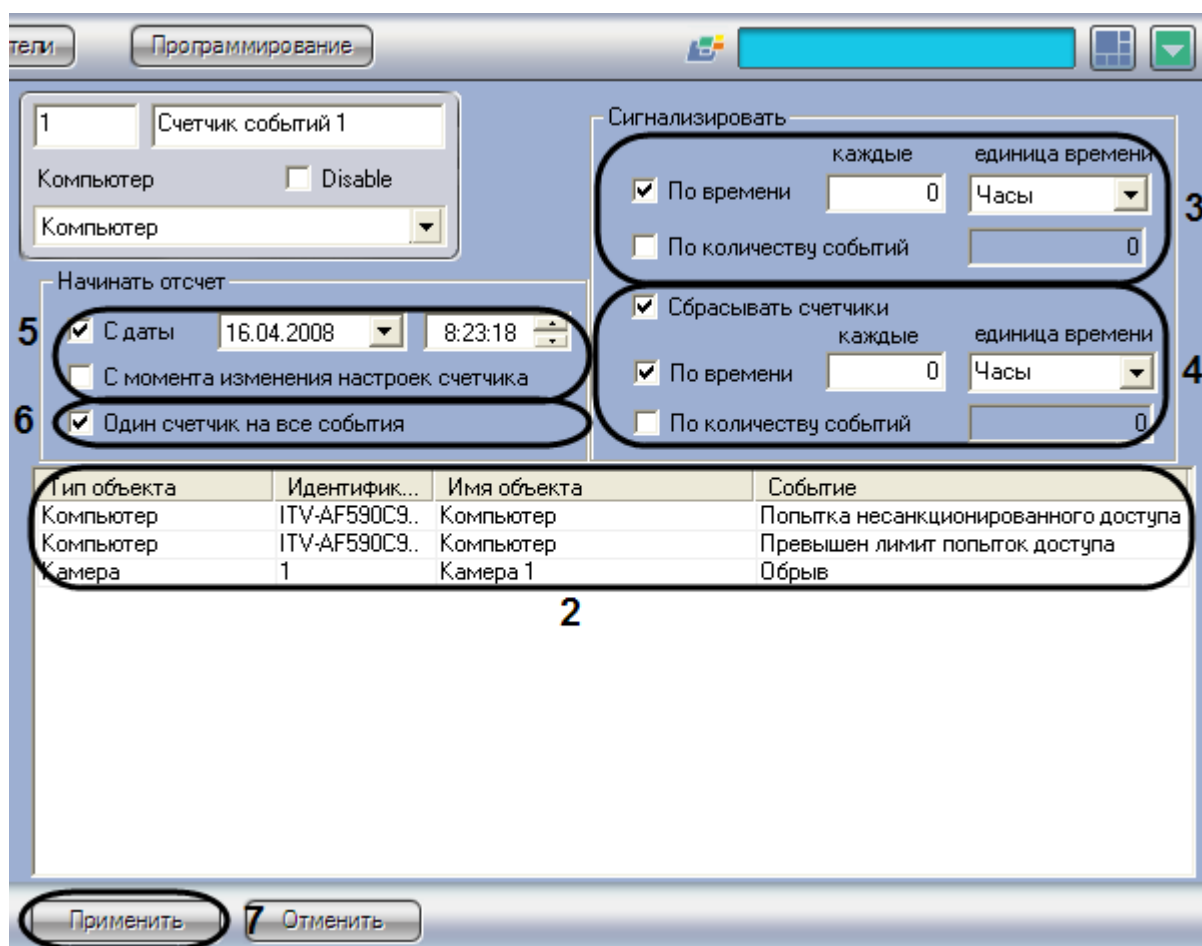 тели Программирование
1 Счетчик событий 1
Компьютер Disable
Компьютер
Начинать отсчет
5 С даты 16.04.2008 8:23:18
С момента изменения настроек счетчика
6 Один счетчик на все события
Сигнализировать
каждые единица времени
По времени 0 Часы 3
По количеству событий 0
Сбрасывать счетчики
каждые единица времени
По времени 0 Часы 4
По количеству событий 0
Тип объекта Идентифик... Имя объекта Событие
Компьютер ITV-AF590C9.. Компьютер Попытка несанкционированного доступа
Компьютер ITV-AF590C9.. Компьютер Превышен лимит попыток доступа
Камера 1 Камера 1 Обрыв
2
Применить 7 Отменить